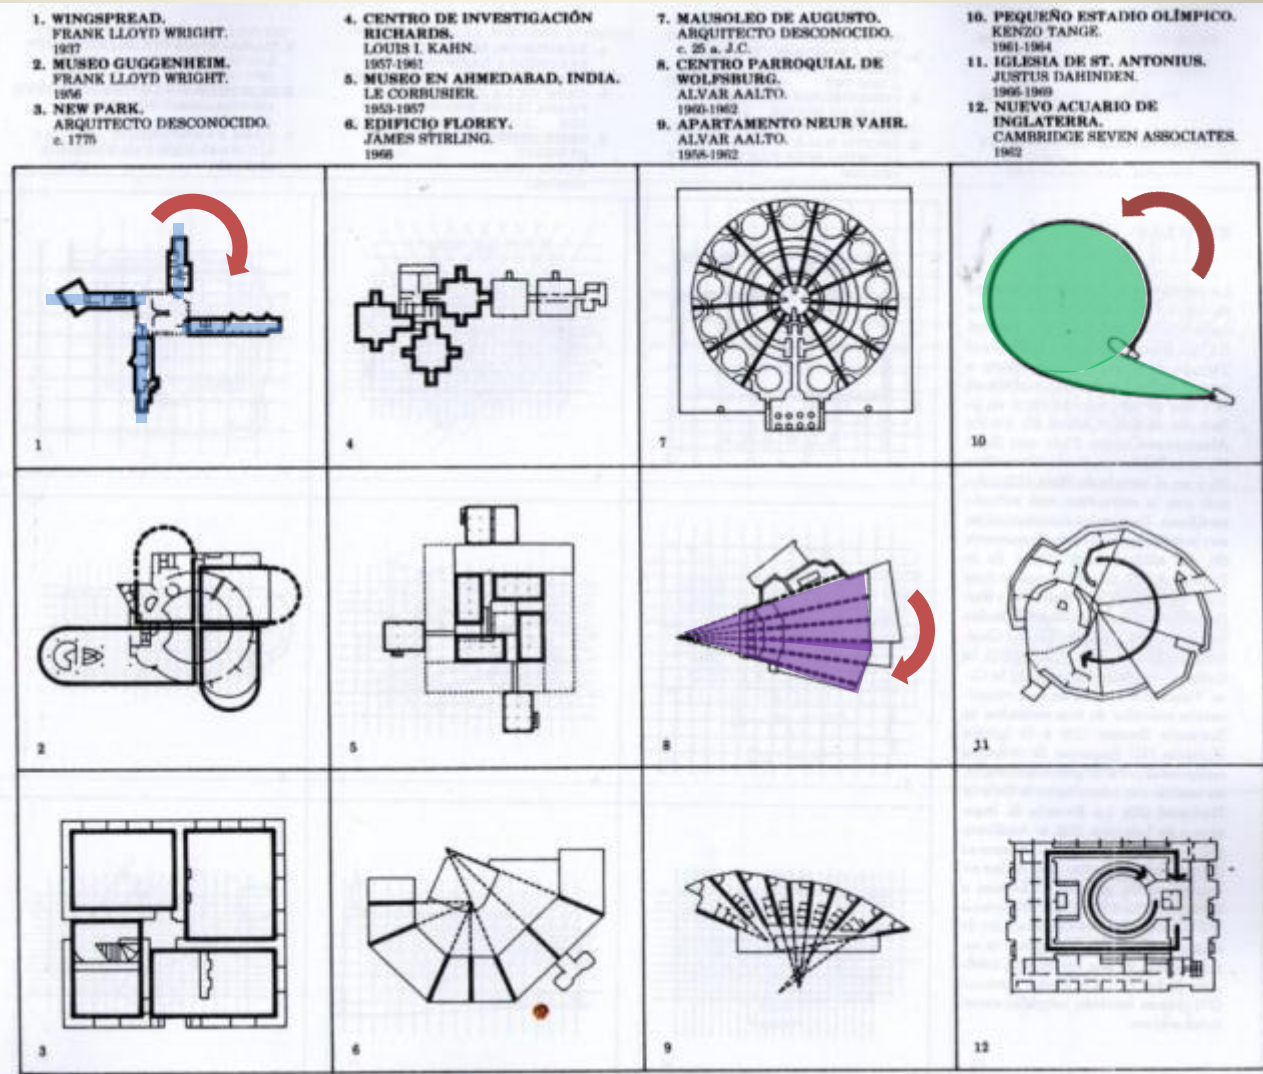 1. WINGSPREAD.
FRANK LLOYD WRIGHT.
1937
2. MUSEO GUGGENHEIM.
FRANK LLOYD WRIGHT.
1956
3. NEW PARK.
ARQUITECTO DESCONOCIDO.
c. 1775
4. CENTRO DE INVESTIGACIÓN
RICHARDS.
LOUIS I. KAHN.
1957-1961
5. MUSEO EN AHMEDABAD, INDIA.
LE CORBUSIER.
1953-1957
6. EDIFICIO FLOREY.
JAMES STIRLING.
1966
7. MAUSOLEO DE AUGUSTO.
ARQUITECTO DESCONOCIDO.
c. 25 a. J.C.
8. CENTRO PARROQUIAL DE
WOLFSBURG.
ALVAR AALTO.
1960-1962
9. APARTAMENTO NEUR VAHR.
ALVAR AALTO.
1958-1962
10. PEQUEÑO ESTADIO OLÍMPICO.
KENZO TANGE.
1961-1964
11. IGLESIA DE ST. ANTONIUS.
JUSTUS DAHINDEN.
1966-1969
12. NUEVO ACUARIO DE
INGLATERRA.
CAMBRIDGE SEVEN ASSOCIATES.
1962
1
4
7
10
2
5
8
11
3
6
9
12